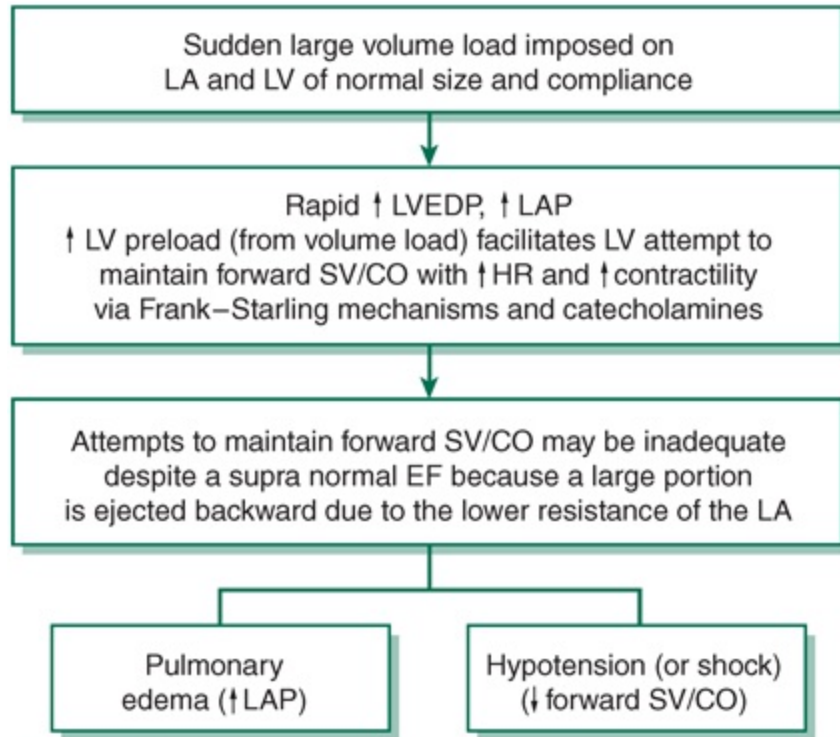 Sudden large volume load imposed on
LA and LV of normal size and compliance
Rapid ↑ LVEDP, ↑ LAP
↑ LV preload (from volume load) facilitates LV attempt to
maintain forward SV/CO with ↑HR and ↑contractility
via Frank–Starling mechanisms and catecholamines
Attempts to maintain forward SV/CO may be inadequate
despite a supra normal EF because a large portion
is ejected backward due to the lower resistance of the LA
Pulmonary
edema (↑LAP)
Hypotension (or shock)
(↓ forward SV/CO)